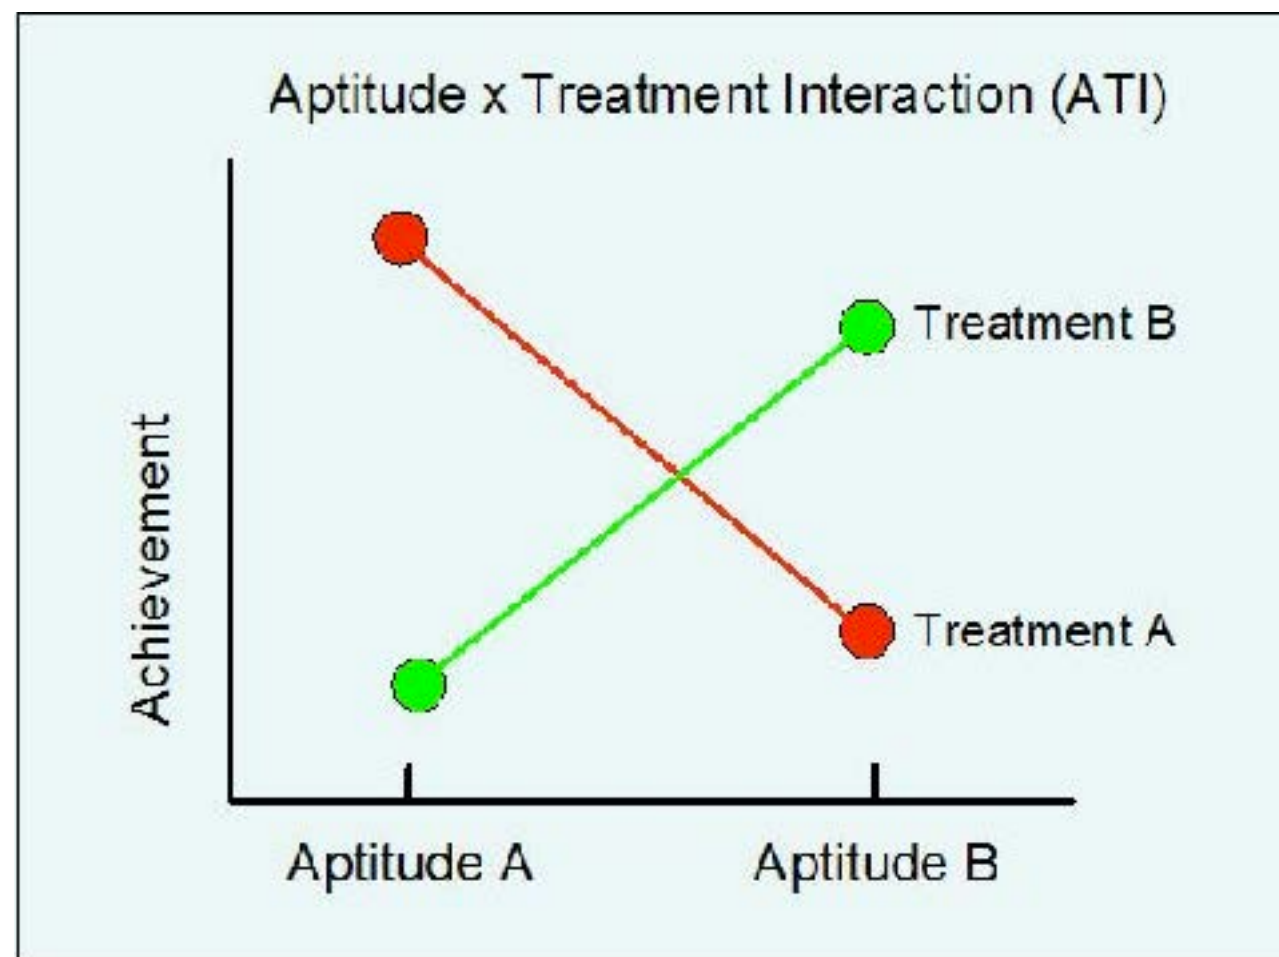 Aptitude x Treatment Interaction (ATI)
Treatment B
Achievement
Treatment A
Aptitude A
Aptitude B